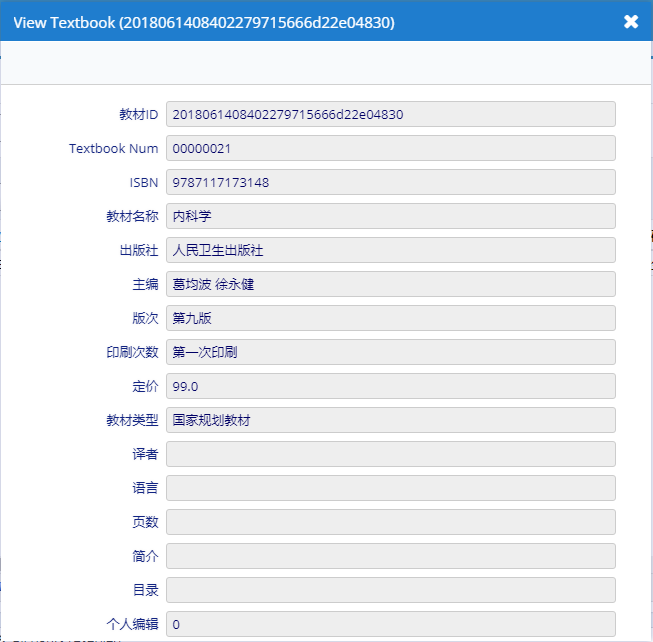 View Textbook (2018061408402279715666d22e04830)
教材ID 2018061408402279715666d22e04830
Textbook Num 00000021
ISBN 9787117173148
教材名称 内科学
出版社 人民卫生出版社
主编 葛均波 徐永健
版次 第九版
印刷次数 第一次印刷
定价 99.0
教材类型 国家规划教材
译者
语言
页数
简介
目录
个人编辑 0